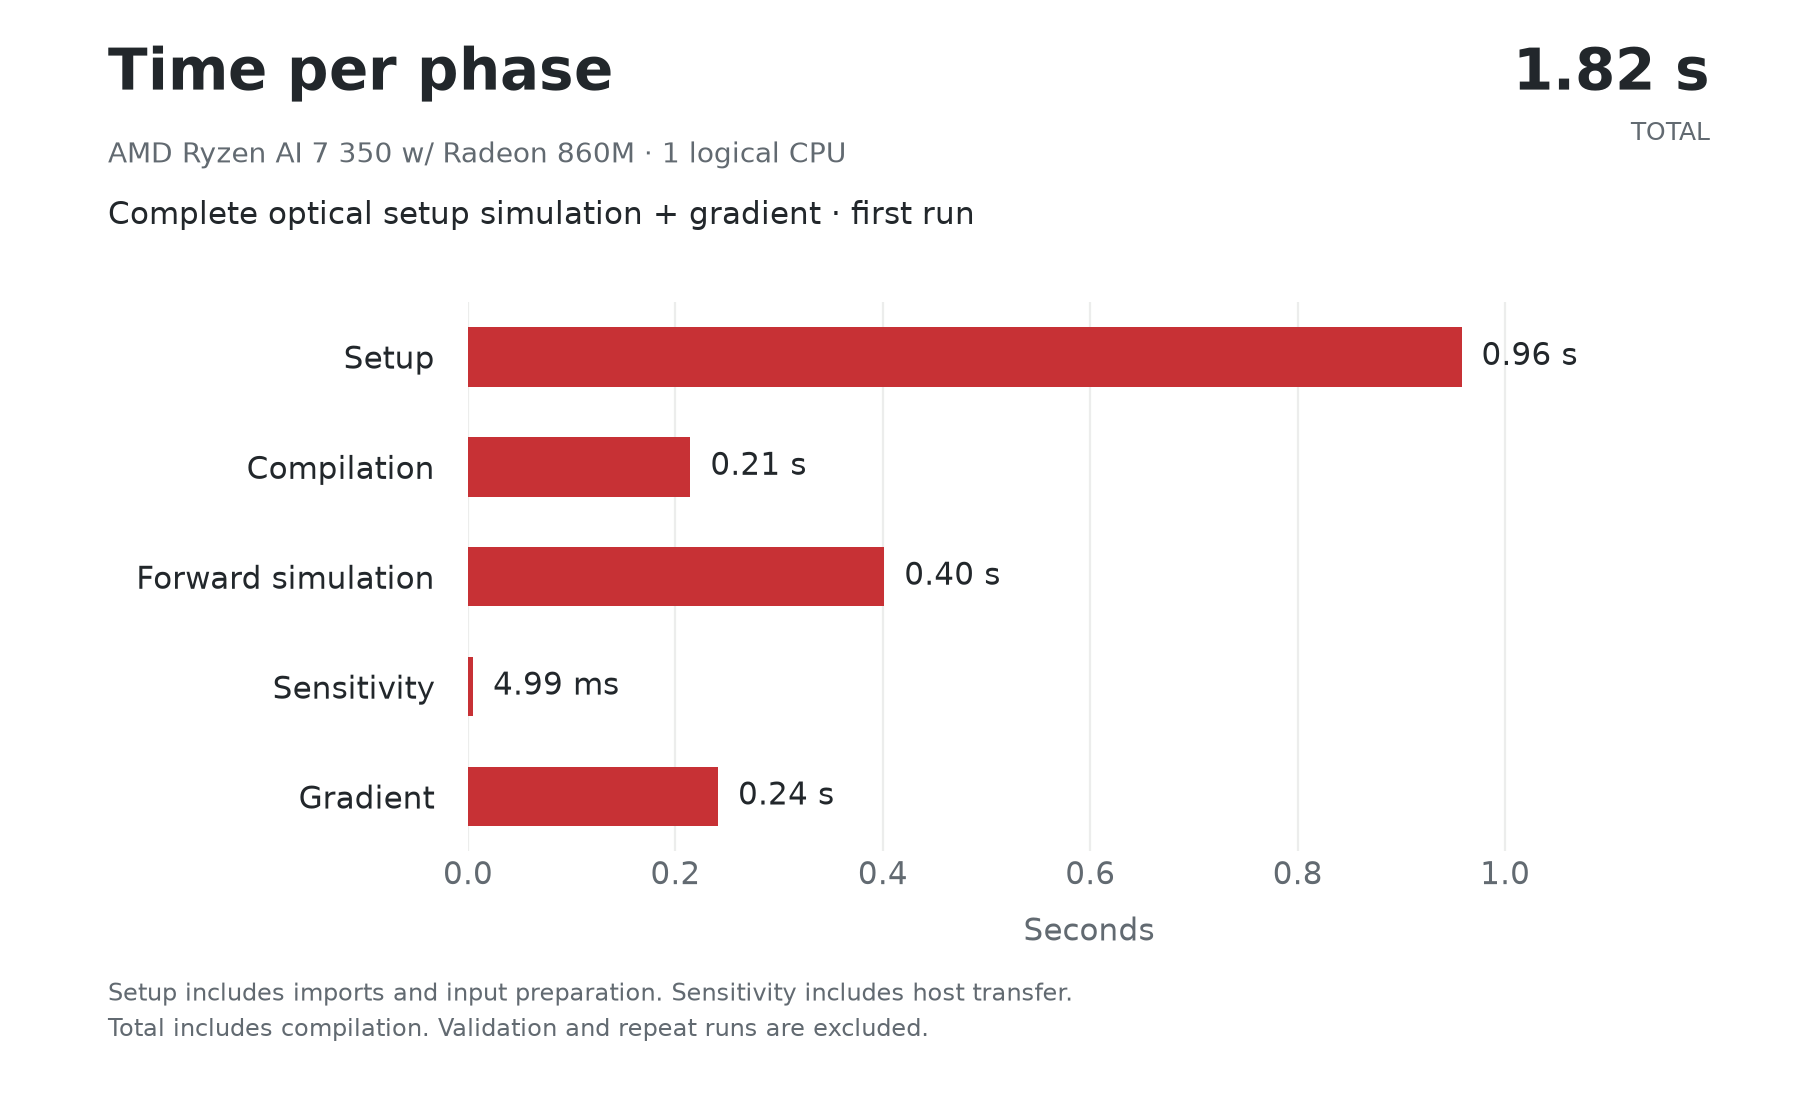 Time per phase
1.82 s
TOTAL
AMD Ryzen AI 7 350 w/ Radeon 860M · 1 logical CPU
Complete optical setup simulation + gradient · first run
Setup
0.96 s
Compilation
0.21 s
Forward simulation
0.40 s
Sensitivity
4.99 ms
Gradient
0.24 s
0.0 0.2 0.4 0.6 0.8 1.0
Seconds
Setup includes imports and input preparation. Sensitivity includes host transfer.
Total includes compilation. Validation and repeat runs are excluded.